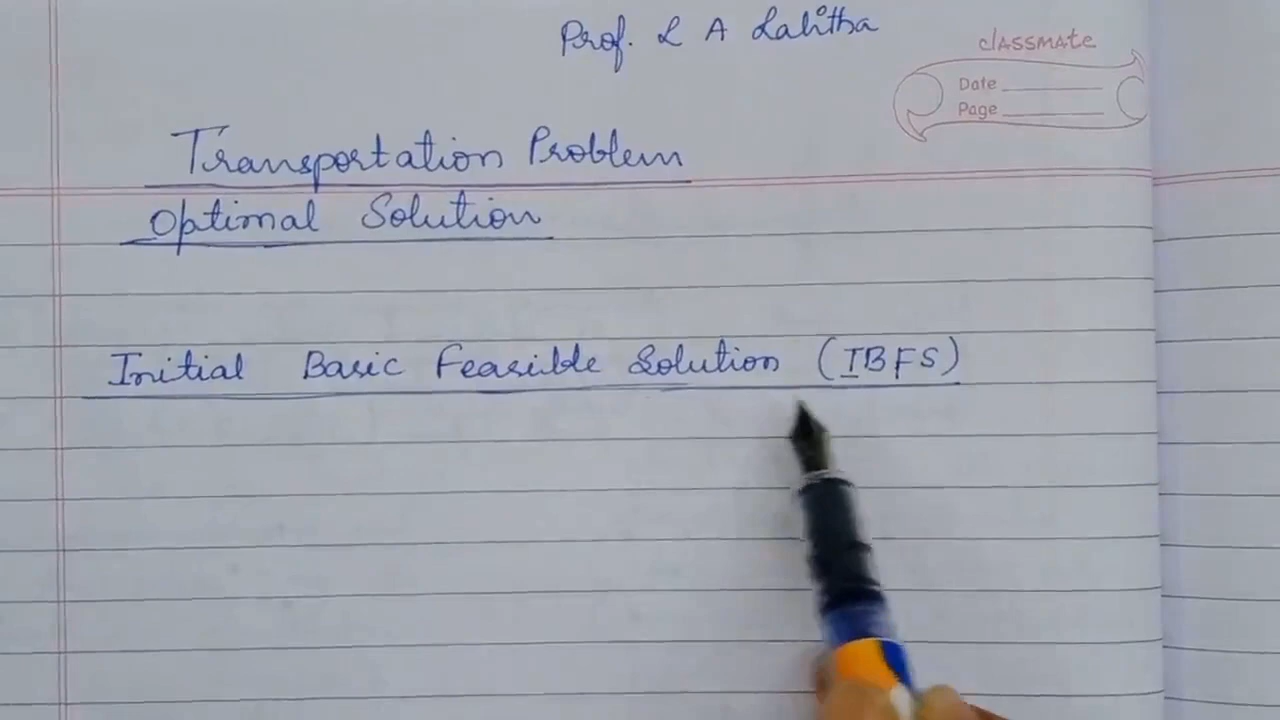 Prof. L A Lalitha
classmate
Date
Page
Transportation Problem
Optimal Solution
Initial Basic Feasible Solution (IBFS)